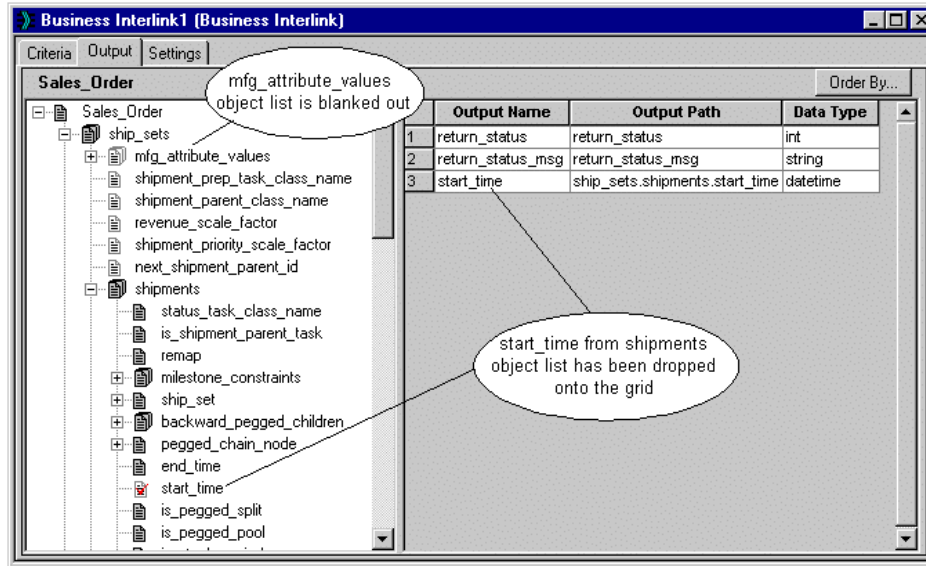 Business Interlink1 (Business Interlink)
Criteria Output Settings
Sales_Order
Order By...
mfg_attribute_values
object list is blanked out
Sales_Order
ship_sets
mfg_attribute_values
shipment_prep_task_class_name
shipment_parent_class_name
revenue_scale_factor
shipment_priority_scale_factor
next_shipment_parent_id
shipments
status_task_class_name
is_shipment_parent_task
remap
milestone_constraints
ship_set
backward_pegged_children
pegged_chain_node
end_time
start_time
is_pegged_split
is_pegged_pool
Output Name Output Path Data Type
1 return_status return_status int
2 return_status_msg return_status_msg string
3 start_time ship_sets.shipments.start_time datetime
start_time from shipments
object list has been dropped
onto the grid